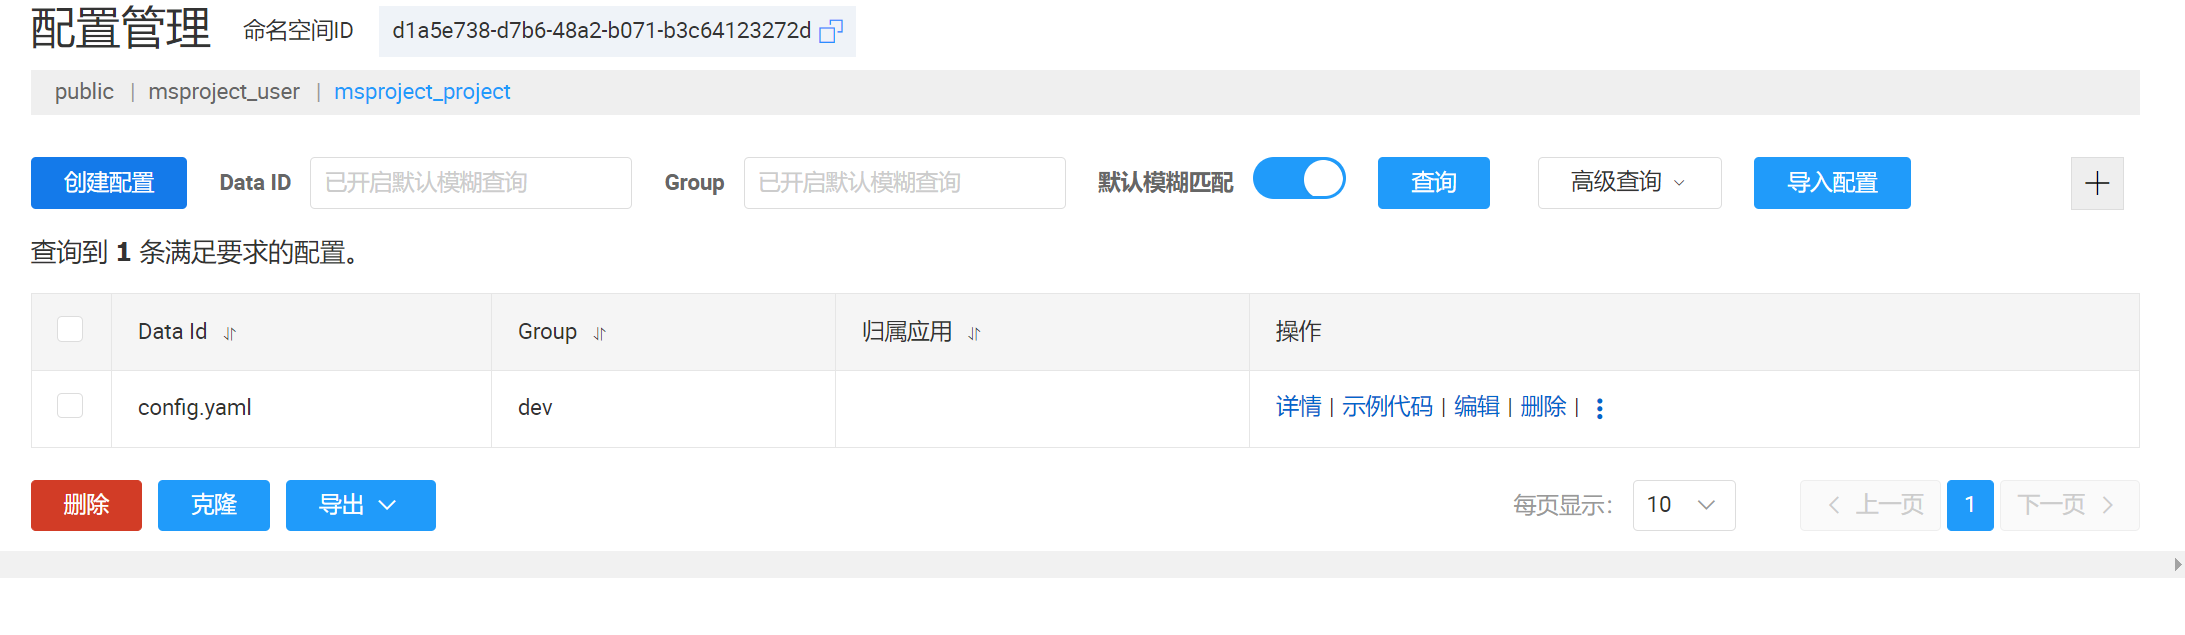 配置管理 命名空间ID d1a5e738-d7b6-48a2-b071-b3c64123272d
public | msproject_user | msproject_project
创建配置 Data ID 已开启默认模糊查询 Group 已开启默认模糊查询 默认模糊匹配 查询 高级查询 导入配置
查询到 1 条满足要求的配置。
Data Id Group 归属应用 操作
config.yaml dev 详情 | 示例代码 | 编辑 | 删除 |
删除 克隆 导出 每页显示: 10 上一页 1 下一页